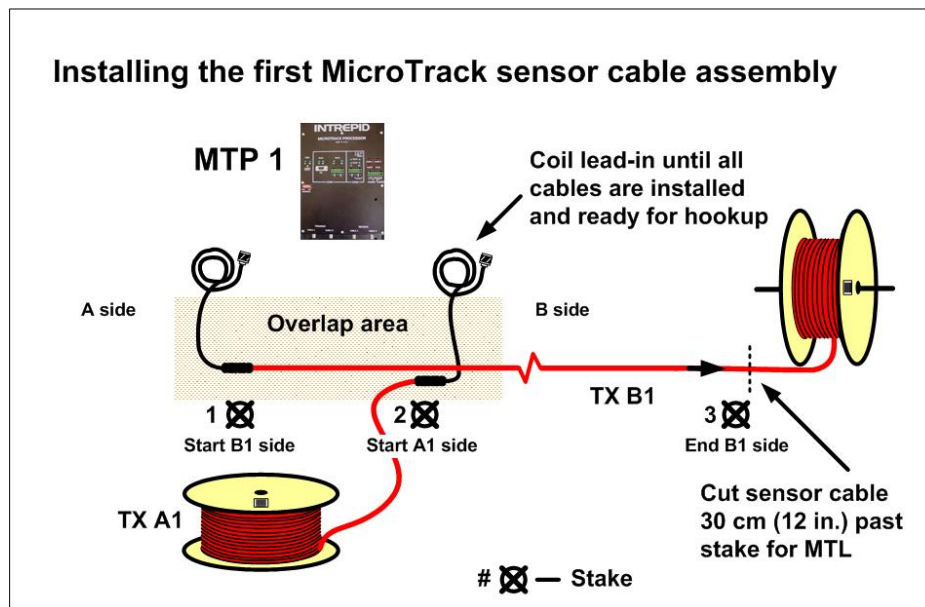 Installing the first MicroTrack sensor cable assembly
INTREPID
MICROTRACK PROCESSOR
MTP 1
Coil lead-in until all
cables are installed
and ready for hookup
A side
Overlap area
B side
TX B1
1
Start B1 side
2
Start A1 side
3
End B1 side
TX A1
Cut sensor cable
30 cm (12 in.) past
stake for MTL
# — Stake